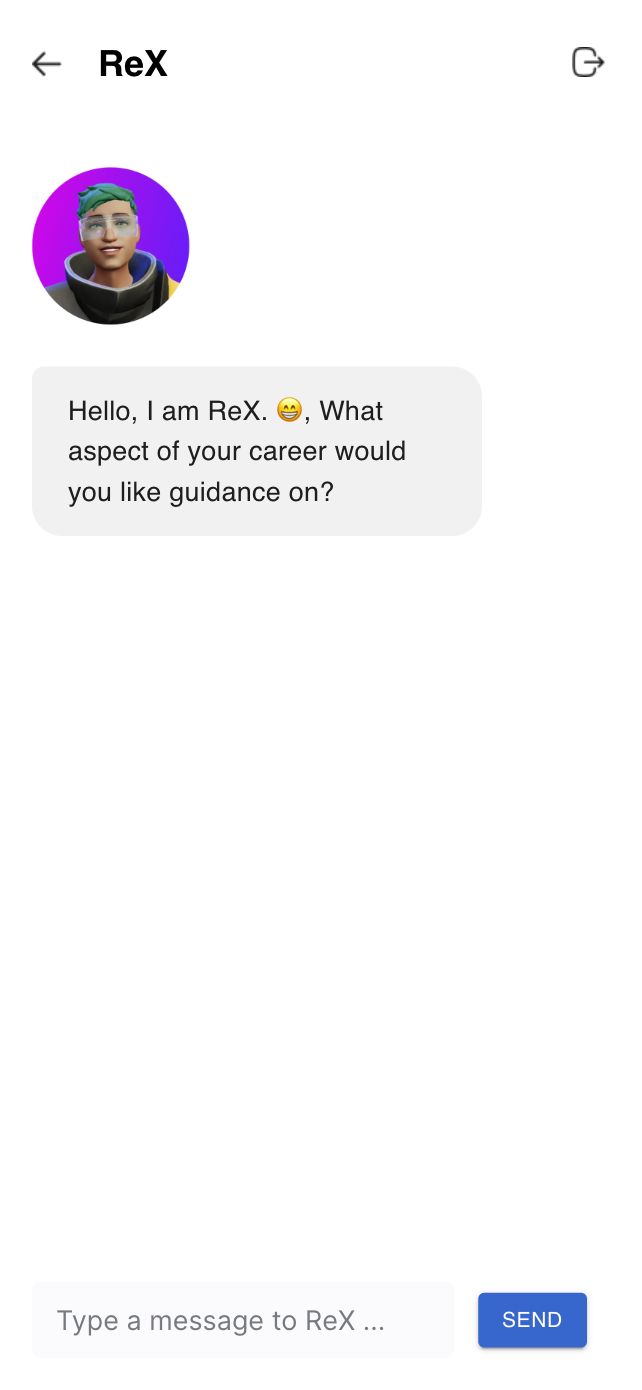 ReX
Hello, I am ReX. 😁, What
aspect of your career would
you like guidance on?
Type a message to ReX ...
SEND